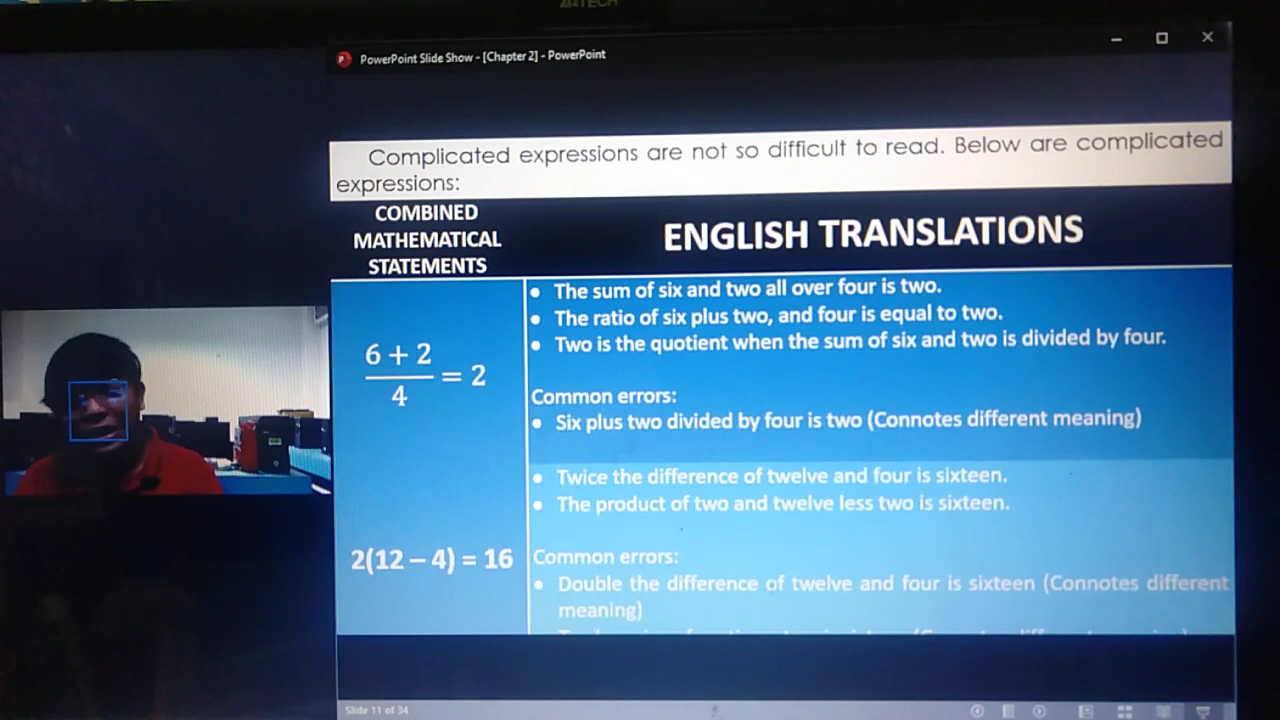 PowerPoint Slide Show - [Chapter 2] - PowerPoint
Complicated expressions are not so difficult to read. Below are complicated
expressions:
COMBINED
MATHEMATICAL
STATEMENTS
ENGLISH TRANSLATIONS
6 + 2
4
= 2
• The sum of six and two all over four is two.
• The ratio of six plus two, and four is equal to two.
• Two is the quotient when the sum of six and two is divided by four.
Common errors:
• Six plus two divided by four is two (Connotes different meaning)
2(12 – 4) = 16
• Twice the difference of twelve and four is sixteen.
• The product of two and twelve less two is sixteen.
Common errors:
• Double the difference of twelve and four is sixteen (Connotes different
meaning)
Slide 11 of 34